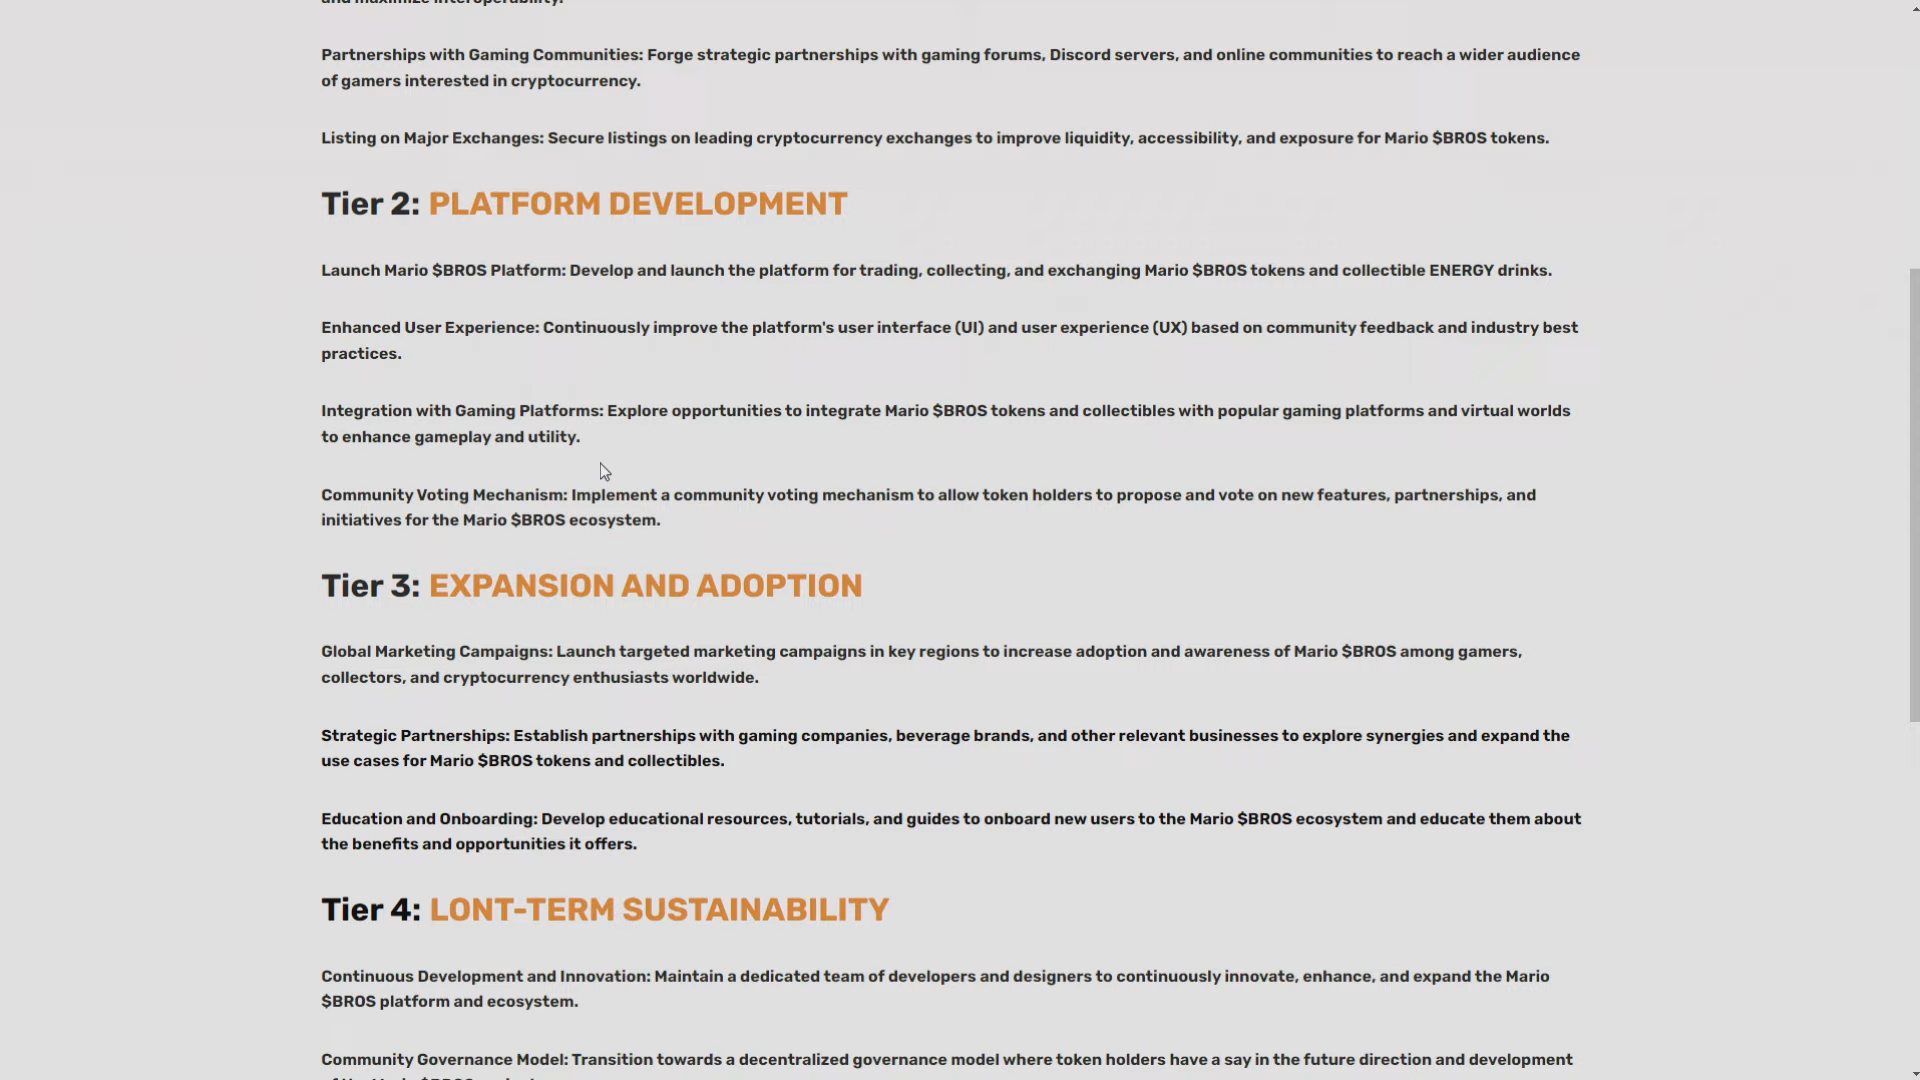 and maximize interoperability.
Partnerships with Gaming Communities: Forge strategic partnerships with gaming forums, Discord servers, and online communities to reach a wider audience
of gamers interested in cryptocurrency.
Listing on Major Exchanges: Secure listings on leading cryptocurrency exchanges to improve liquidity, accessibility, and exposure for Mario $BROS tokens.
Tier 2: PLATFORM DEVELOPMENT
Launch Mario $BROS Platform: Develop and launch the platform for trading, collecting, and exchanging Mario $BROS tokens and collectible ENERGY drinks.
Enhanced User Experience: Continuously improve the platform's user interface (UI) and user experience (UX) based on community feedback and industry best
practices.
Integration with Gaming Platforms: Explore opportunities to integrate Mario $BROS tokens and collectibles with popular gaming platforms and virtual worlds
to enhance gameplay and utility.
Community Voting Mechanism: Implement a community voting mechanism to allow token holders to propose and vote on new features, partnerships, and
initiatives for the Mario $BROS ecosystem.
Tier 3: EXPANSION AND ADOPTION
Global Marketing Campaigns: Launch targeted marketing campaigns in key regions to increase adoption and awareness of Mario $BROS among gamers,
collectors, and cryptocurrency enthusiasts worldwide.
Strategic Partnerships: Establish partnerships with gaming companies, beverage brands, and other relevant businesses to explore synergies and expand the
use cases for Mario $BROS tokens and collectibles.
Education and Onboarding: Develop educational resources, tutorials, and guides to onboard new users to the Mario $BROS ecosystem and educate them about
the benefits and opportunities it offers.
Tier 4: LONT-TERM SUSTAINABILITY
Continuous Development and Innovation: Maintain a dedicated team of developers and designers to continuously innovate, enhance, and expand the Mario
$BROS platform and ecosystem.
Community Governance Model: Transition towards a decentralized governance model where token holders have a say in the future direction and development